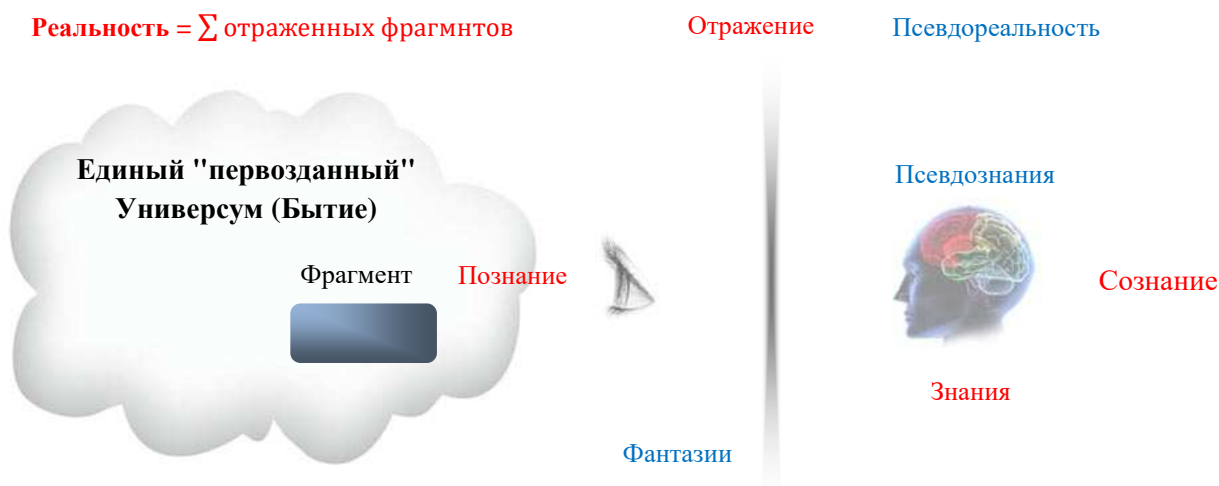 Реальность = ∑ отраженных фрагмнтов
Отражение
Псевдореальность
Единый "первозданный"
Универсум (Бытие)
Псевдознания
Фрагмент
Познание
Сознание
Знания
Фантазии